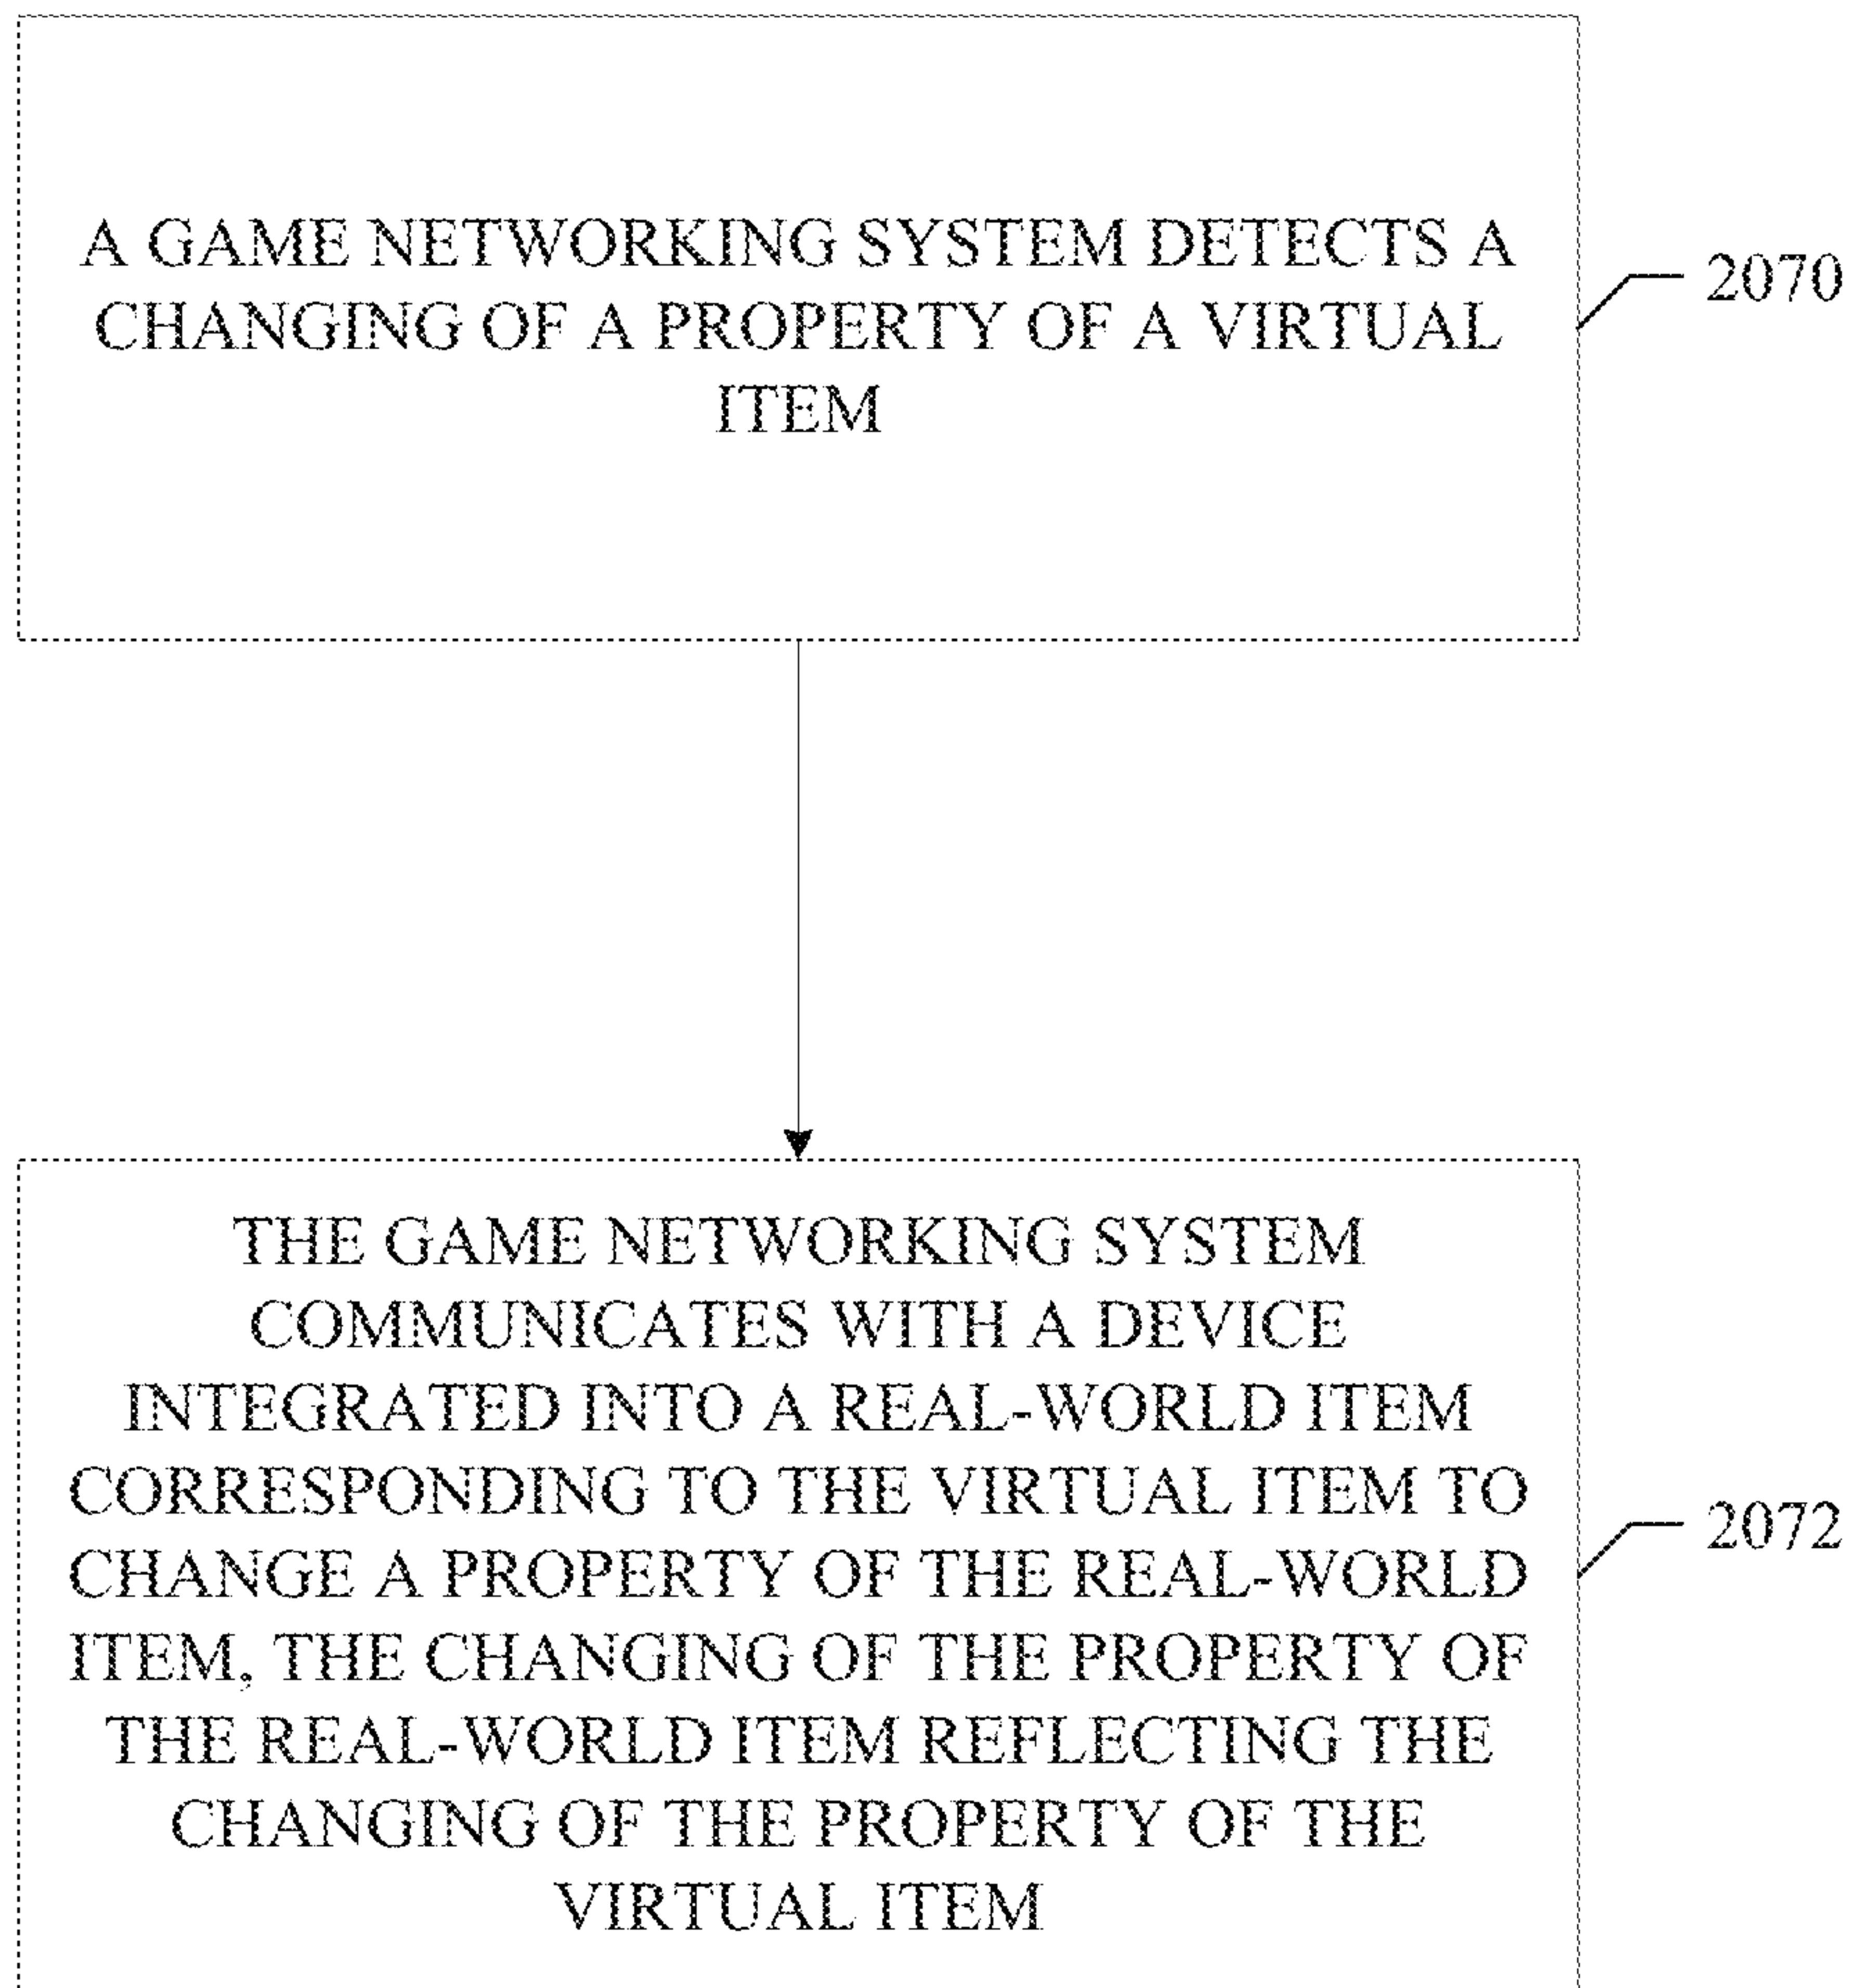 A GAME NETWORKING SYSTEM DETECTS A
CHANGING OF A PROPERTY OF A VIRTUAL
ITEM
2070
THE GAME NETWORKING SYSTEM
COMMUNICATES WITH A DEVICE
INTEGRATED INTO A REAL-WORLD ITEM
CORRESPONDING TO THE VIRTUAL ITEM TO
CHANGE A PROPERTY OF THE REAL-WORLD
ITEM, THE CHANGING OF THE PROPERTY OF
THE REAL-WORLD ITEM REFLECTING THE
CHANGING OF THE PROPERTY OF THE
VIRTUAL ITEM
2072